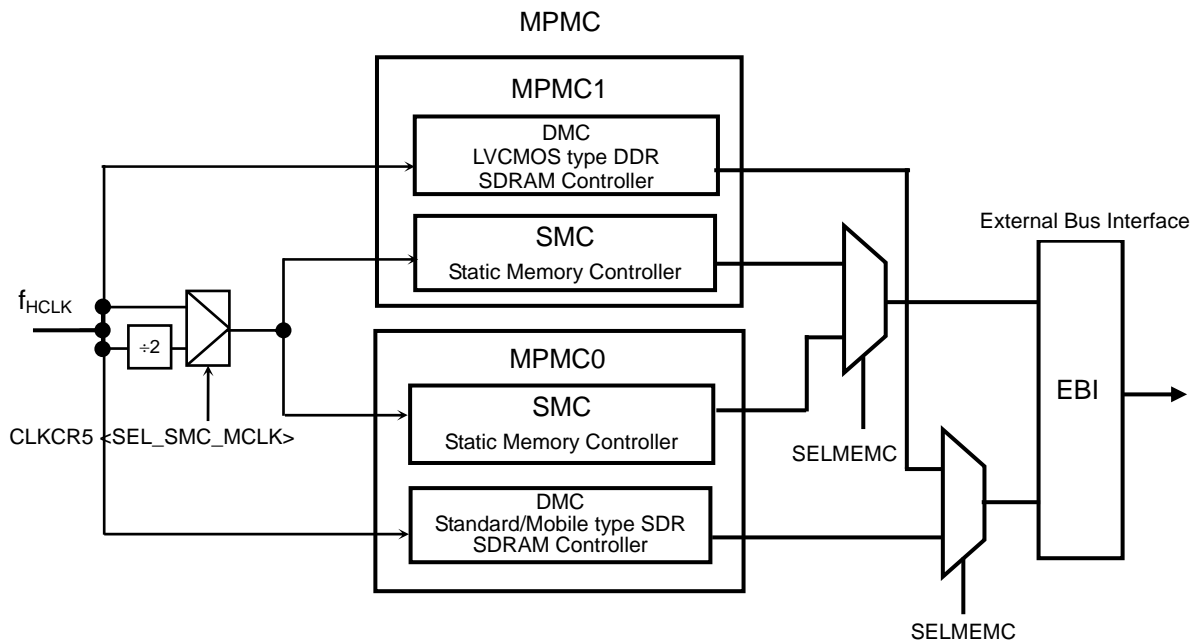 MPMC
MPMC1
DMC
LVCMOS type DDR
SDRAM Controller
SMC
Static Memory Controller
External Bus Interface
fHCLK
÷2
CLKCR5 <SEL_SMC_MCLK>
MPMC0
SMC
Static Memory Controller
DMC
Standard/Mobile type SDR
SDRAM Controller
SELMEMC
EBI
SELMEMC